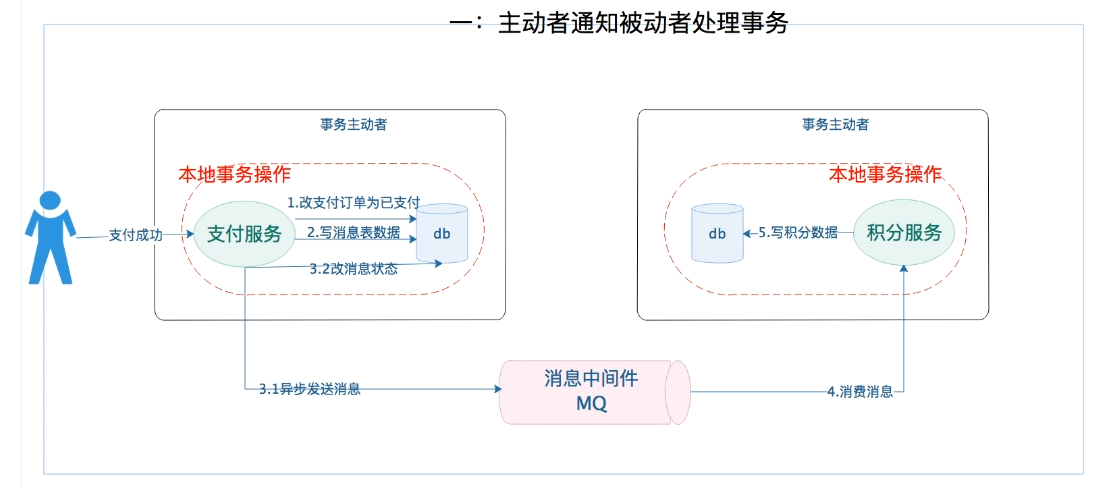 一：主动者通知被动者处理事务
事务主动者
事务主动者
本地事务操作
本地事务操作
1.改支付订单为已支付
支付成功
支付服务
2.写消息表数据
db
3.2改消息状态
db
5.写积分数据
积分服务
3.1异步发送消息
消息中间件
MQ
4.消费消息